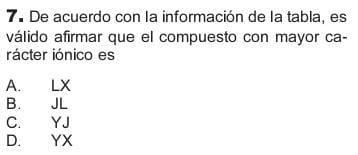 7. De acuerdo con la información de la tabla, es
válido afirmar que el compuesto con mayor ca-
rácter iónico es
A. LX
B. JL
C. YJ
D. YX